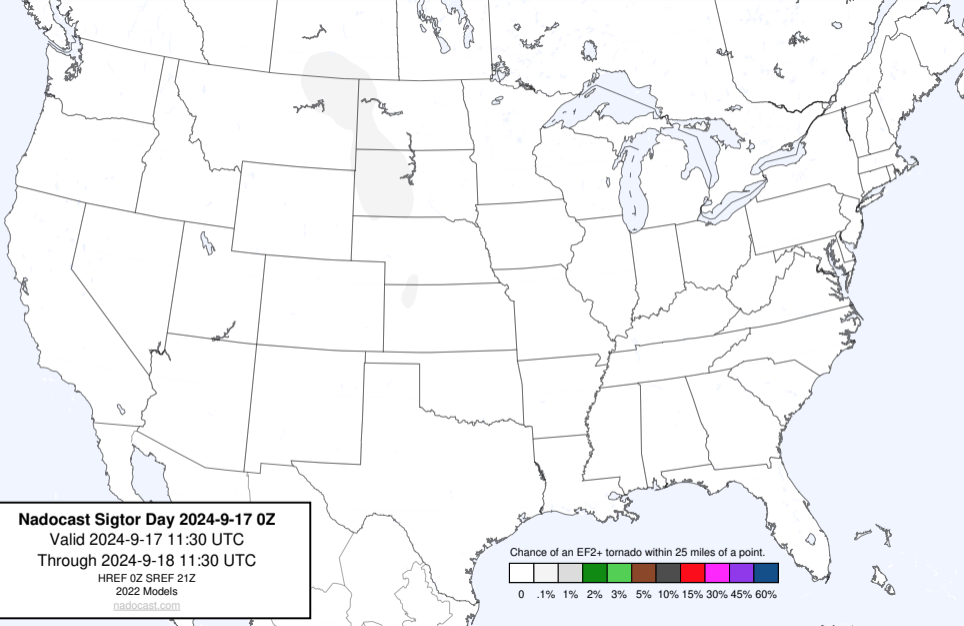 Nadocast Sigtor Day 2024-9-17 0Z
Valid 2024-9-17 11:30 UTC
Through 2024-9-18 11:30 UTC
HREF 0Z SREF 21Z
2022 Models
nadocast.com
Chance of an EF2+ tornado within 25 miles of a point.
0 .1% 1% 2% 3% 5% 10% 15% 30% 45% 60%